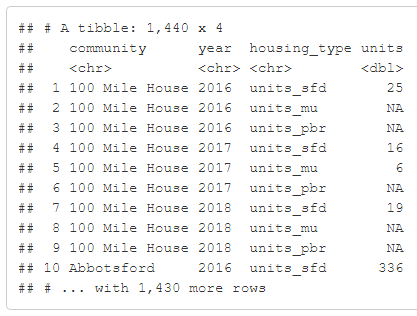 ## # A tibble: 1,440 x 4
##    community      year  housing_type units
##    <chr>          <chr> <chr>        <dbl>
##  1 100 Mile House 2016  units_sfd       25
##  2 100 Mile House 2016  units_mu        NA
##  3 100 Mile House 2016  units_pbr       NA
##  4 100 Mile House 2017  units_sfd       16
##  5 100 Mile House 2017  units_mu         6
##  6 100 Mile House 2017  units_pbr       NA
##  7 100 Mile House 2018  units_sfd       19
##  8 100 Mile House 2018  units_mu        NA
##  9 100 Mile House 2018  units_pbr       NA
## 10 Abbotsford     2016  units_sfd      336
## # ... with 1,430 more rows